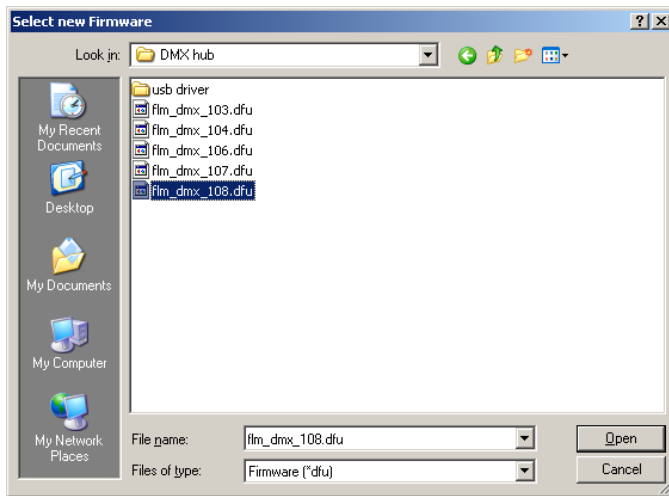 Select new Firmware
Look in:
DMX hub
My Recent
Documents
Desktop
My Documents
My Computer
My Network
Places
usb driver
flm_dmx_103.dfu
flm_dmx_104.dfu
flm_dmx_106.dfu
flm_dmx_107.dfu
flm_dmx_108.dfu
File name:
flm_dmx_108.dfu
Open
Files of type:
Firmware (*dfu)
Cancel